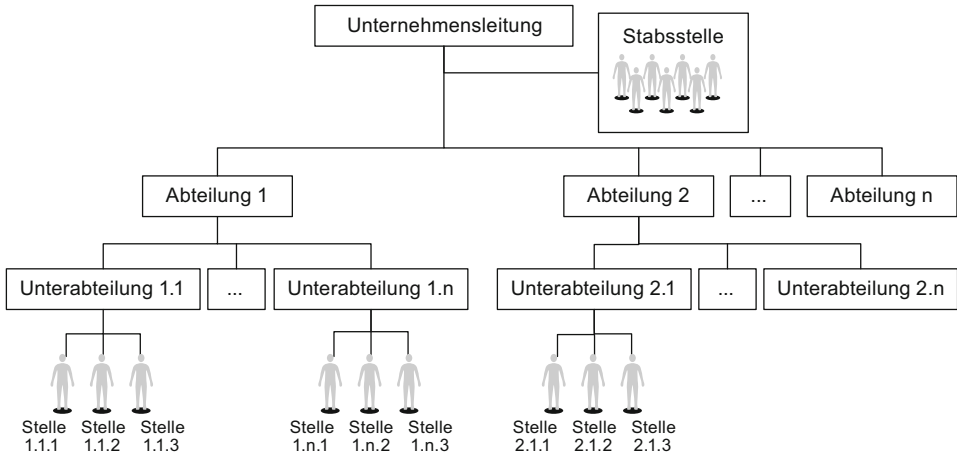 Unternehmensleitung
Stabsstelle
Abteilung 1
Abteilung 2
...
Abteilung n
Unterabteilung 1.1
...
Unterabteilung 1.n
Unterabteilung 2.1
...
Unterabteilung 2.n
Stelle
1.1.1
Stelle
1.1.2
Stelle
1.1.3
Stelle
1.n.1
Stelle
1.n.2
Stelle
1.n.3
Stelle
2.1.1
Stelle
2.1.2
Stelle
2.1.3